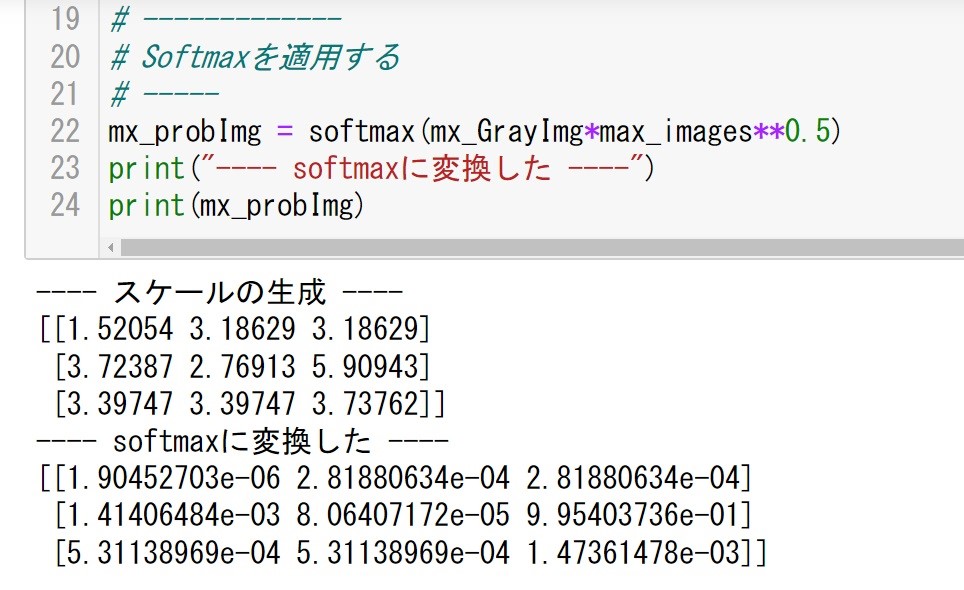 19 # -------------
20 # Softmaxを適用する
21 # -----
22 mx_probImg = softmax(mx_GrayImg*max_images**0.5)
23 print("---- softmaxに変換した ----")
24 print(mx_probImg)
---- スケールの生成 ----
[[1.52054 3.18629 3.18629]
 [3.72387 2.76913 5.90943]
 [3.39747 3.39747 3.73762]]
---- softmaxに変換した ----
[[1.90452703e-06 2.81880634e-04 2.81880634e-04]
 [1.41406484e-03 8.06407172e-05 9.95403736e-01]
 [5.31138969e-04 5.31138969e-04 1.47361478e-03]]